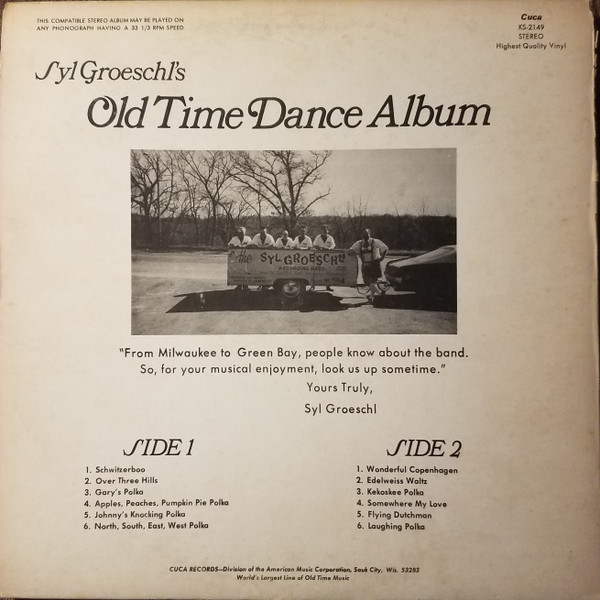 THIS COMPATIBLE STEREO ALBUM MAY BE PLAYED ON
ANY PHONOGRAPH HAVING A 33 1/3 RPM SPEED
Cuca
KS-2149
STEREO
Highest Quality Vinyl
Syl Groeschl's
Old Time Dance Album
the SYL GROESCHL
"From Milwaukee to Green Bay, people know about the band.
So, for your musical enjoyment, look us up sometime."
Yours Truly,
Syl Groeschl
SIDE 1
1. Schwitzerboo
2. Over Three Hills
3. Gary's Polka
4. Apples, Peaches, Pumpkin Pie Polka
5. Johnny's Knocking Polka
6. North, South, East, West Polka
SIDE 2
1. Wonderful Copenhagen
2. Edelweiss Waltz
3. Kekoskee Polka
4. Somewhere My Love
5. Flying Dutchman
6. Laughing Polka
CUCA RECORDS—Division of the American Music Corporation, Sauk City, Wis. 53283
World's Largest Line of Old Time Music